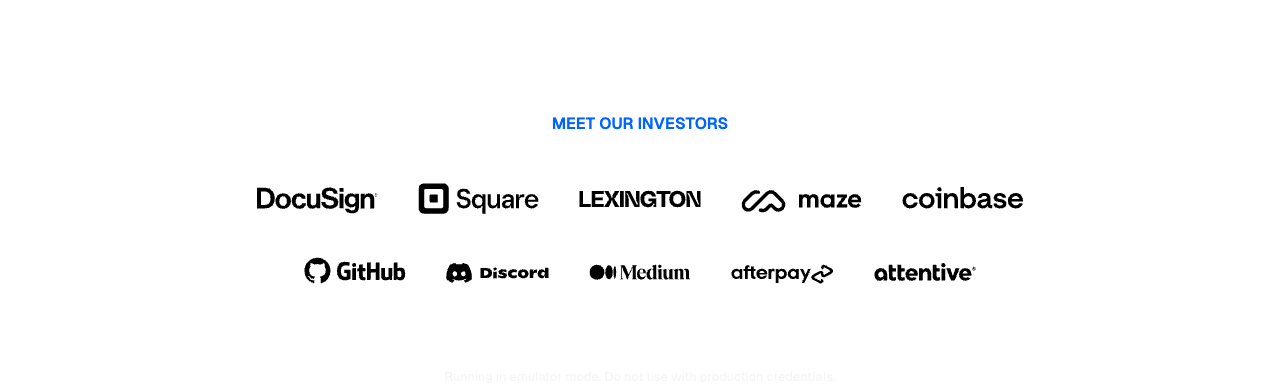 MEET OUR INVESTORS
DocuSign® Square LEXINGTON maze coinbase
GitHub Discord Medium afterpay attentive®
Running in emulator mode. Do not use with production credentials.